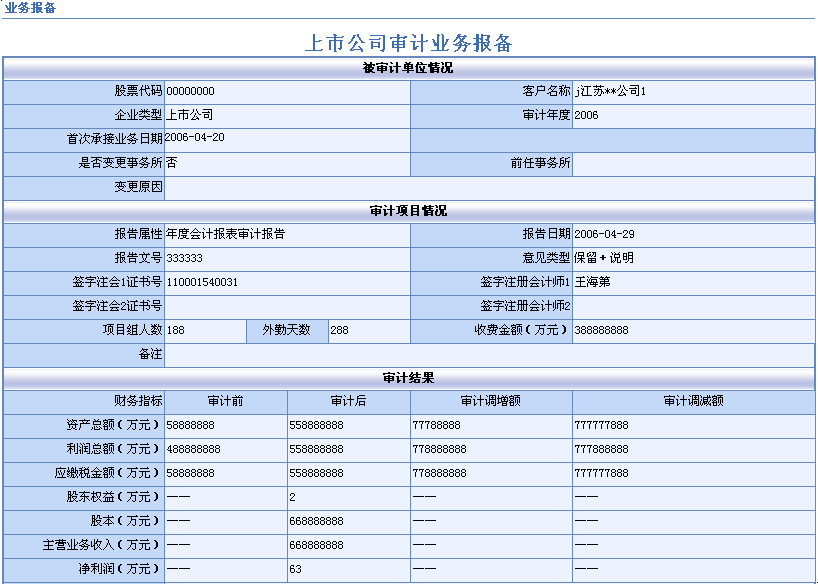 业务报备
上市公司审计业务报备
被审计单位情况
股票代码 00000000 客户名称 j江苏**公司1
企业类型 上市公司 审计年度 2006
首次承接业务日期 2006-04-20
是否变更事务所 否 前任事务所
变更原因
审计项目情况
报告属性 年度会计报表审计报告 报告日期 2006-04-29
报告文号 333333 意见类型 保留+说明
签字注会1证书号 110001540031 签字注册会计师1 王海第
签字注会2证书号 签字注册会计师2
项目组人数 188 外勤天数 288 收费金额(万元) 388888888
备注
审计结果
财务指标 审计前 审计后 审计调增额 审计调减额
资产总额(万元) 58888888 558888888 77788888 777777888
利润总额(万元) 488888888 558888888 778888888 777888888
应缴税金额(万元) 58888888 558888888 778888888 777777888
股东权益(万元) —— 2 —— ——
股本(万元) —— 668888888 —— ——
主营业务收入(万元) —— 668888888 —— ——
净利润(万元) —— 63 —— ——